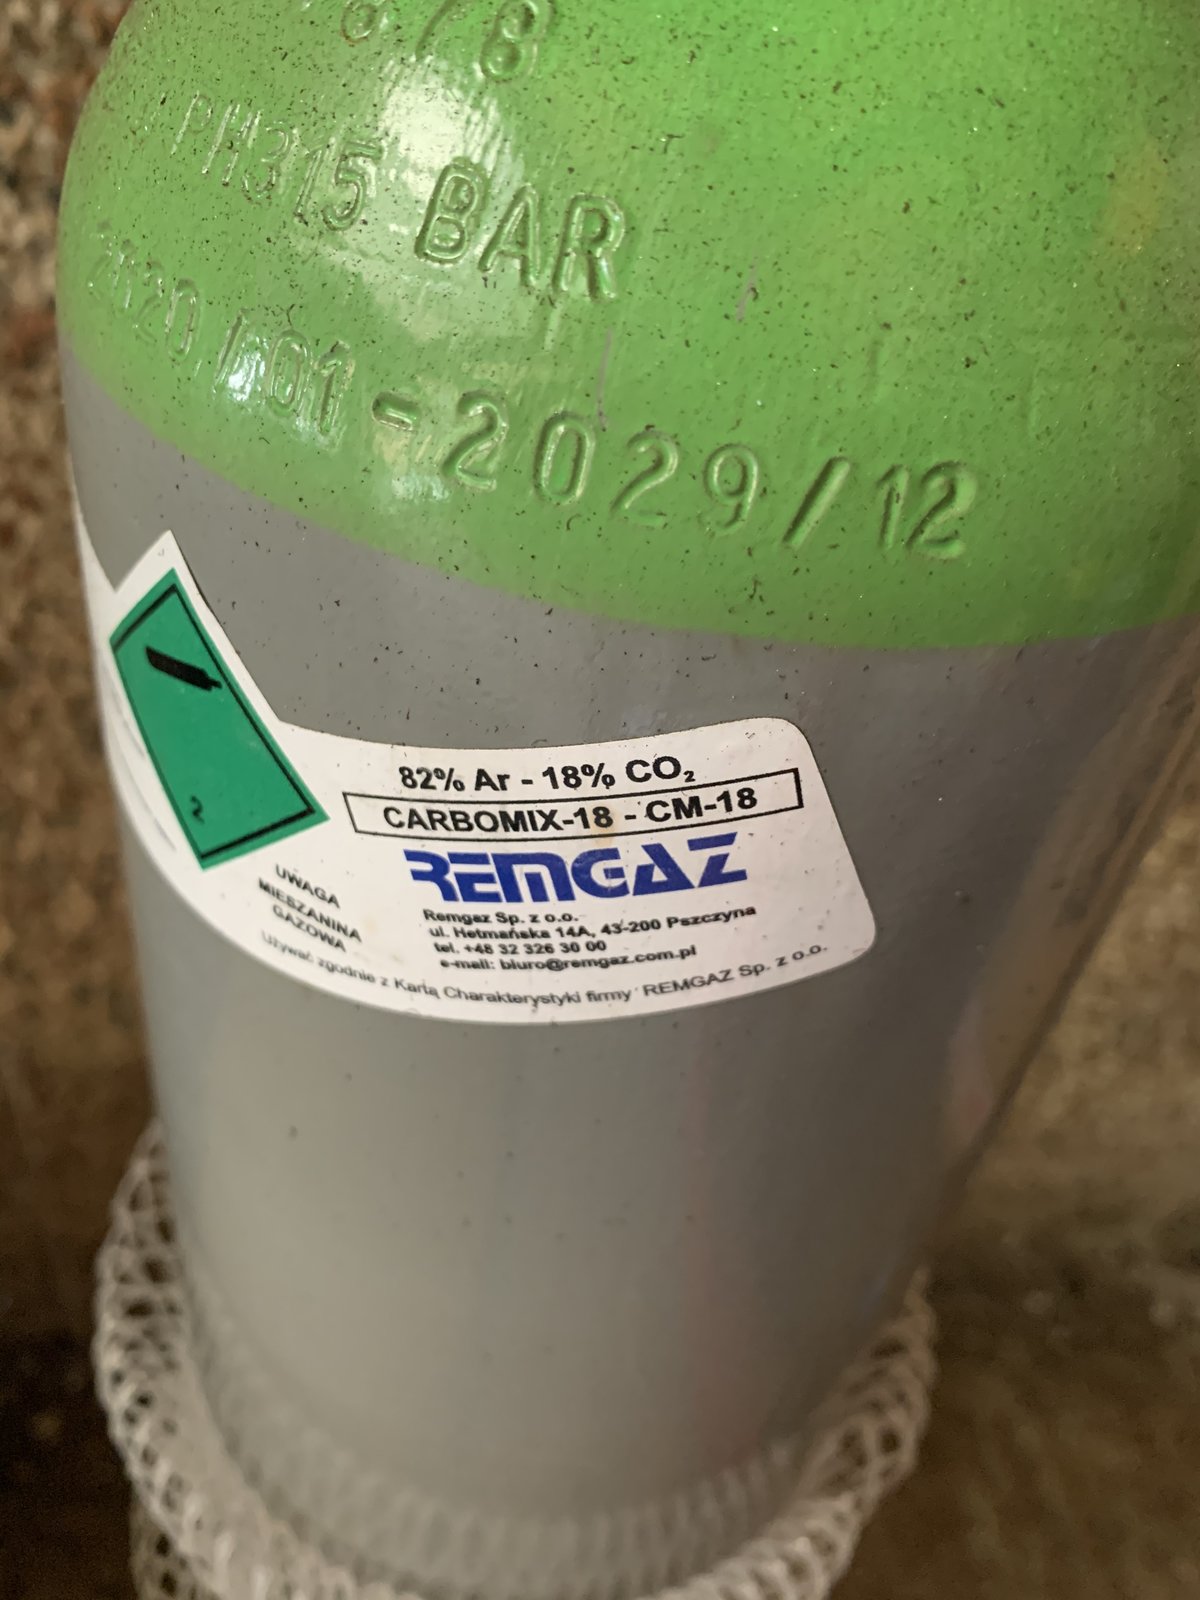 PH315 BAR
2020/01-2029/12
2
82% Ar - 18% CO₂
CARBOMIX-18 - CM-18
REMGAZ
Remgaz Sp. z o.o.
ul. Hetmańska 14A, 43-200 Pszczyna
tel. +48 32 326 30 00
e-mail: biuro@remgaz.com.pl
UWAGA
MIESZANINA
GAZOWA
Używać zgodnie z Kartą Charakterystyki firmy REMGAZ Sp. z o.o.